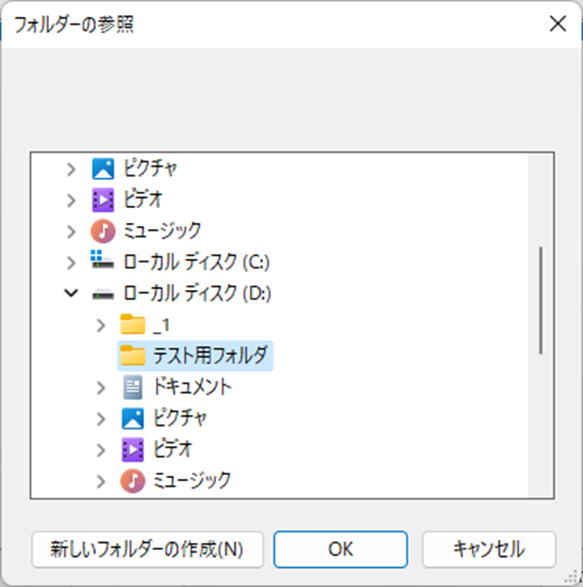 フォルダーの参照
ピクチャ
ビデオ
ミュージック
ローカル ディスク (C:)
ローカル ディスク (D:)
_1
テスト用フォルダ
ドキュメント
ピクチャ
ビデオ
ミュージック
新しいフォルダーの作成(N)
OK
キャンセル